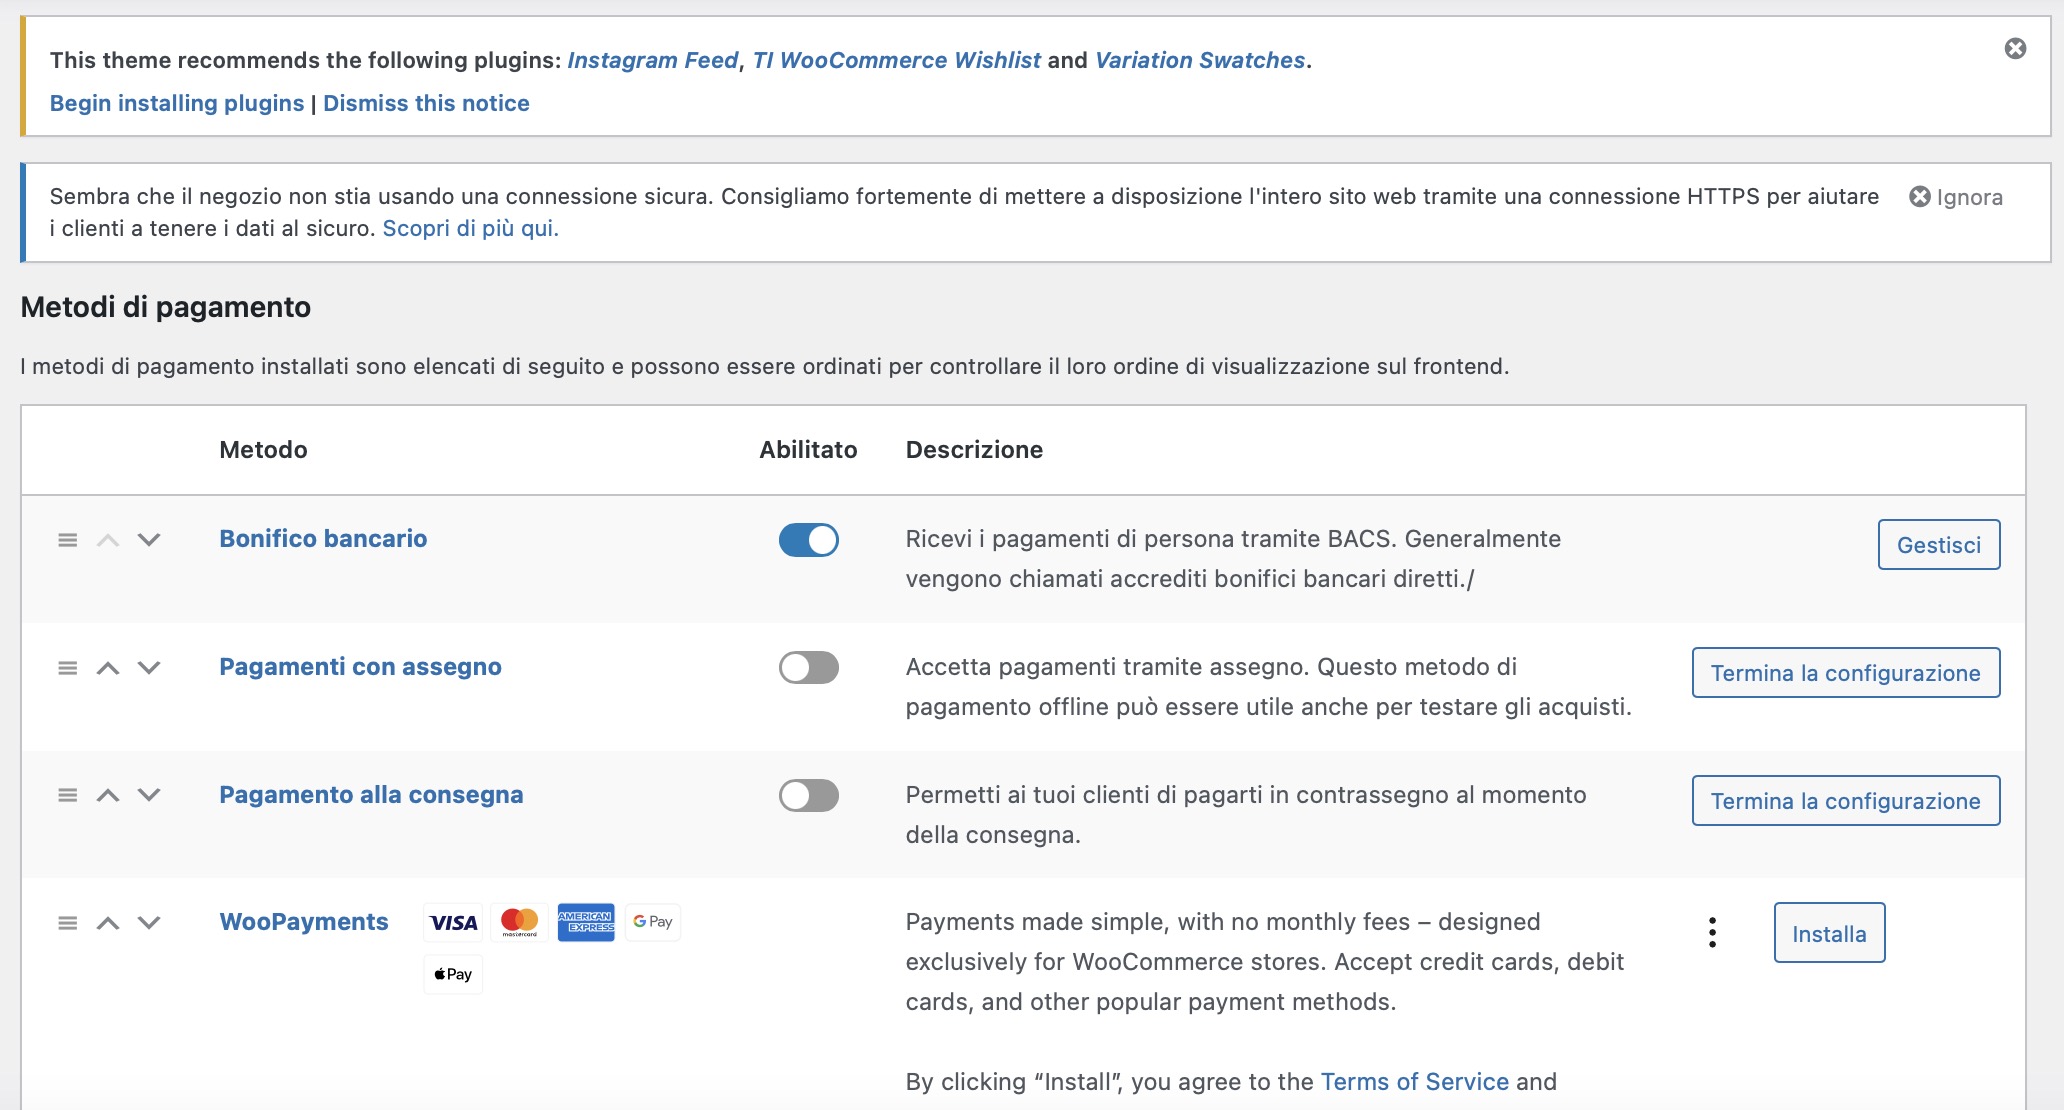 This theme recommends the following plugins: Instagram Feed, TI WooCommerce Wishlist and Variation Swatches.
Begin installing plugins | Dismiss this notice
Sembra che il negozio non stia usando una connessione sicura. Consigliamo fortemente di mettere a disposizione l'intero sito web tramite una connessione HTTPS per aiutare
i clienti a tenere i dati al sicuro. Scopri di più qui.
Ignora
Metodi di pagamento
I metodi di pagamento installati sono elencati di seguito e possono essere ordinati per controllare il loro ordine di visualizzazione sul frontend.
Metodo Abilitato Descrizione
Bonifico bancario
Ricevi i pagamenti di persona tramite BACS. Generalmente
vengono chiamati accrediti bonifici bancari diretti./
Gestisci
Pagamenti con assegno
Accetta pagamenti tramite assegno. Questo metodo di
pagamento offline può essere utile anche per testare gli acquisti.
Termina la configurazione
Pagamento alla consegna
Permetti ai tuoi clienti di pagarti in contrassegno al momento
della consegna.
Termina la configurazione
WooPayments
VISA
mastercard
AMERICAN
EXPRESS
G Pay
Pay
Payments made simple, with no monthly fees – designed
exclusively for WooCommerce stores. Accept credit cards, debit
cards, and other popular payment methods.
Installa
By clicking “Install”, you agree to the Terms of Service and